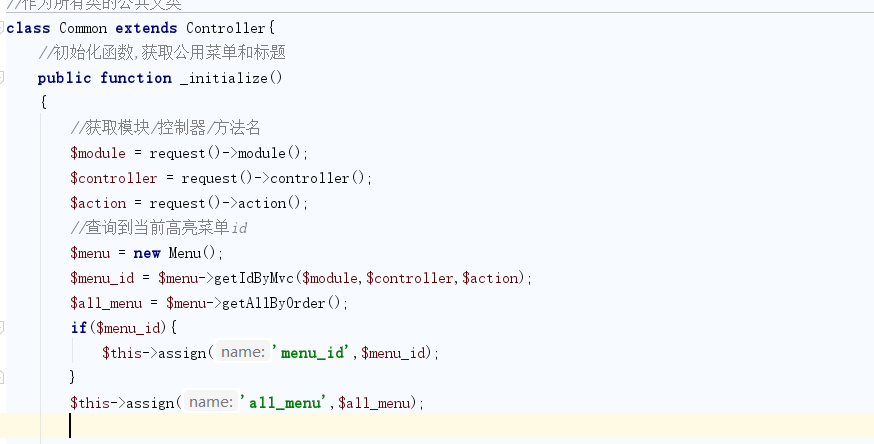 //作为所有类的公共父类
class Common extends Controller{
//初始化函数,获取公用菜单和标题
public function _initialize()
{
//获取模块/控制器/方法名
$module = request()->module();
$controller = request()->controller();
$action = request()->action();
//查询到当前高亮菜单id
$menu = new Menu();
$menu_id = $menu->getIdByMvc($module,$controller,$action);
$all_menu = $menu->getAllByOrder();
if($menu_id){
$this->assign( name: 'menu_id',$menu_id);
}
$this->assign( name: 'all_menu',$all_menu);